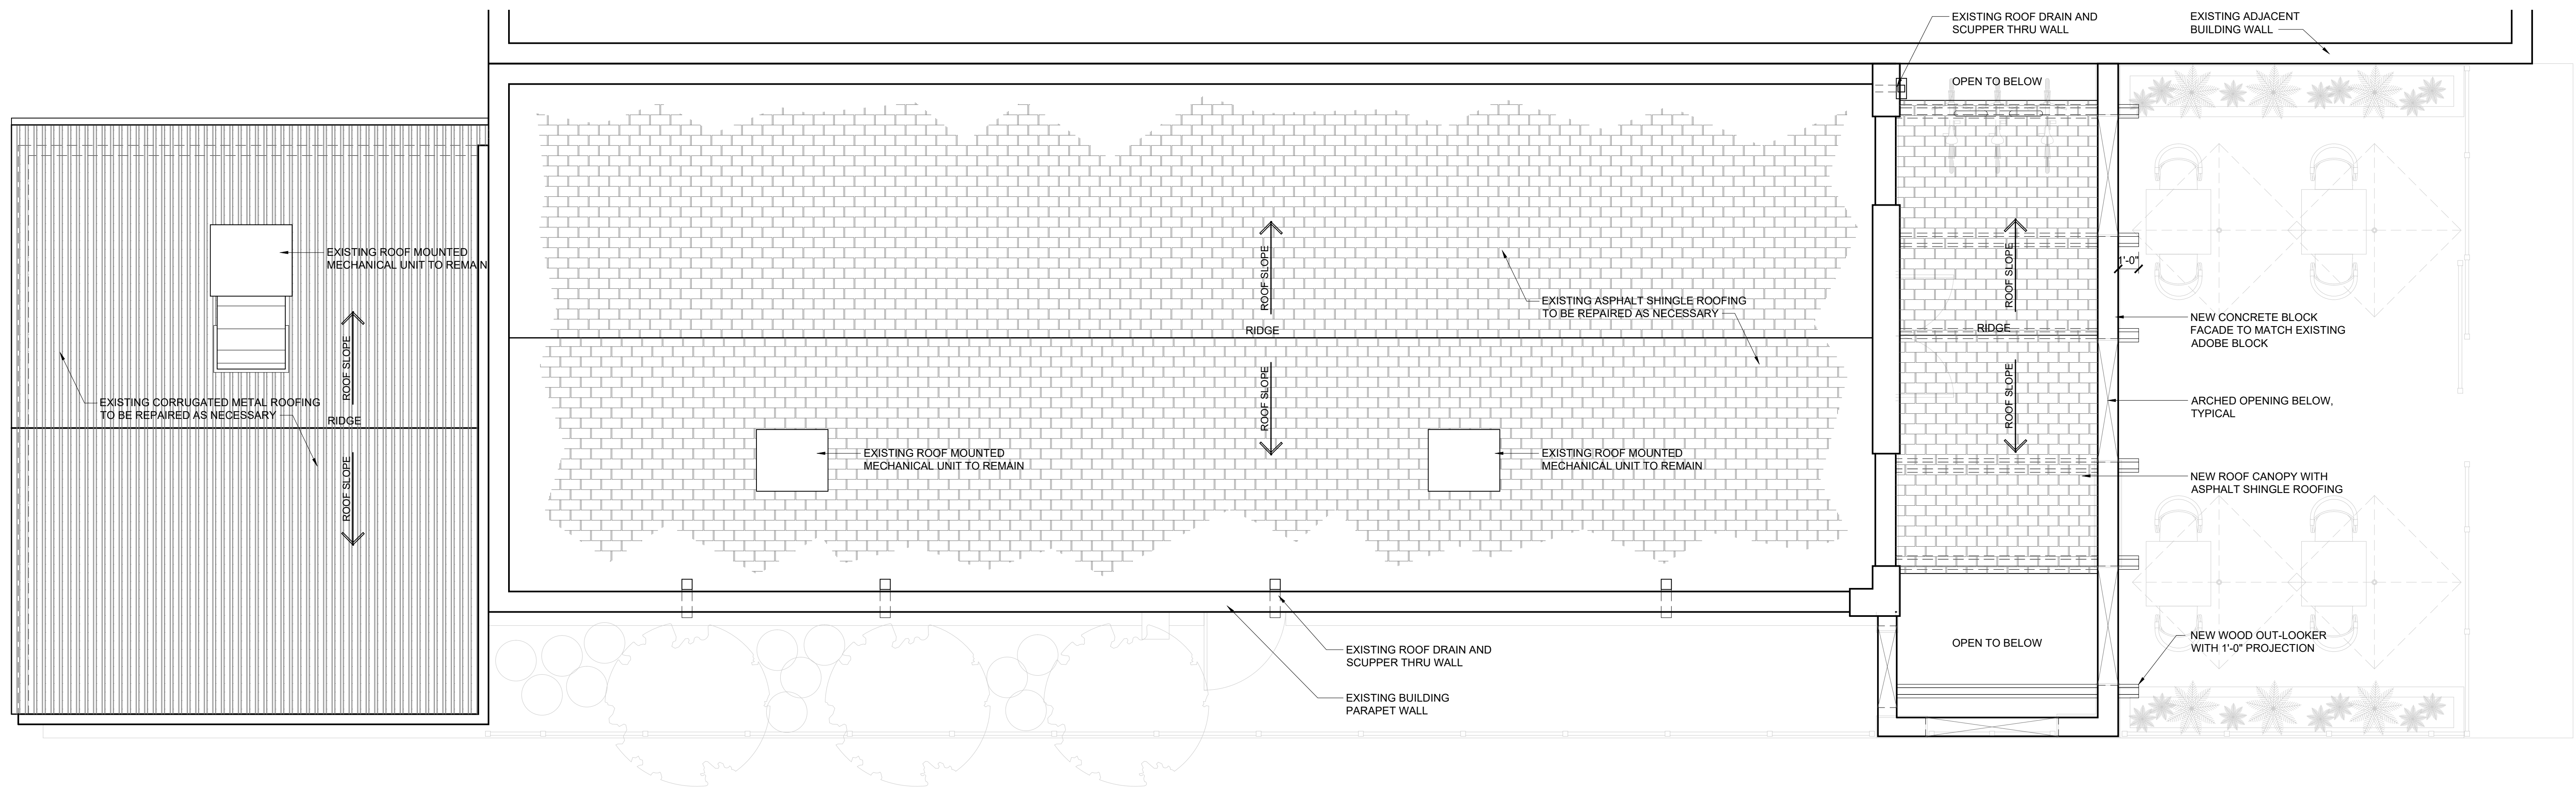 EXISTING ROOF DRAIN AND
SCUPPER THRU WALL
EXISTING ADJACENT
BUILDING WALL
OPEN TO BELOW
EXISTING ROOF MOUNTED
MECHANICAL UNIT TO REMAIN
ROOF SLOPE
ROOF SLOPE
ROOF SLOPE
1'-0"
EXISTING ASPHALT SHINGLE ROOFING
TO BE REPAIRED AS NECESSARY
NEW CONCRETE BLOCK
FACADE TO MATCH EXISTING
ADOBE BLOCK
RIDGE
RIDGE
EXISTING CORRUGATED METAL ROOFING
TO BE REPAIRED AS NECESSARY
RIDGE
ROOF SLOPE
ROOF SLOPE
ROOF SLOPE
ARCHED OPENING BELOW,
TYPICAL
EXISTING ROOF MOUNTED
MECHANICAL UNIT TO REMAIN
EXISTING ROOF MOUNTED
MECHANICAL UNIT TO REMAIN
NEW ROOF CANOPY WITH
ASPHALT SHINGLE ROOFING
OPEN TO BELOW
NEW WOOD OUT-LOOKER
WITH 1'-0" PROJECTION
EXISTING ROOF DRAIN AND
SCUPPER THRU WALL
EXISTING BUILDING
PARAPET WALL